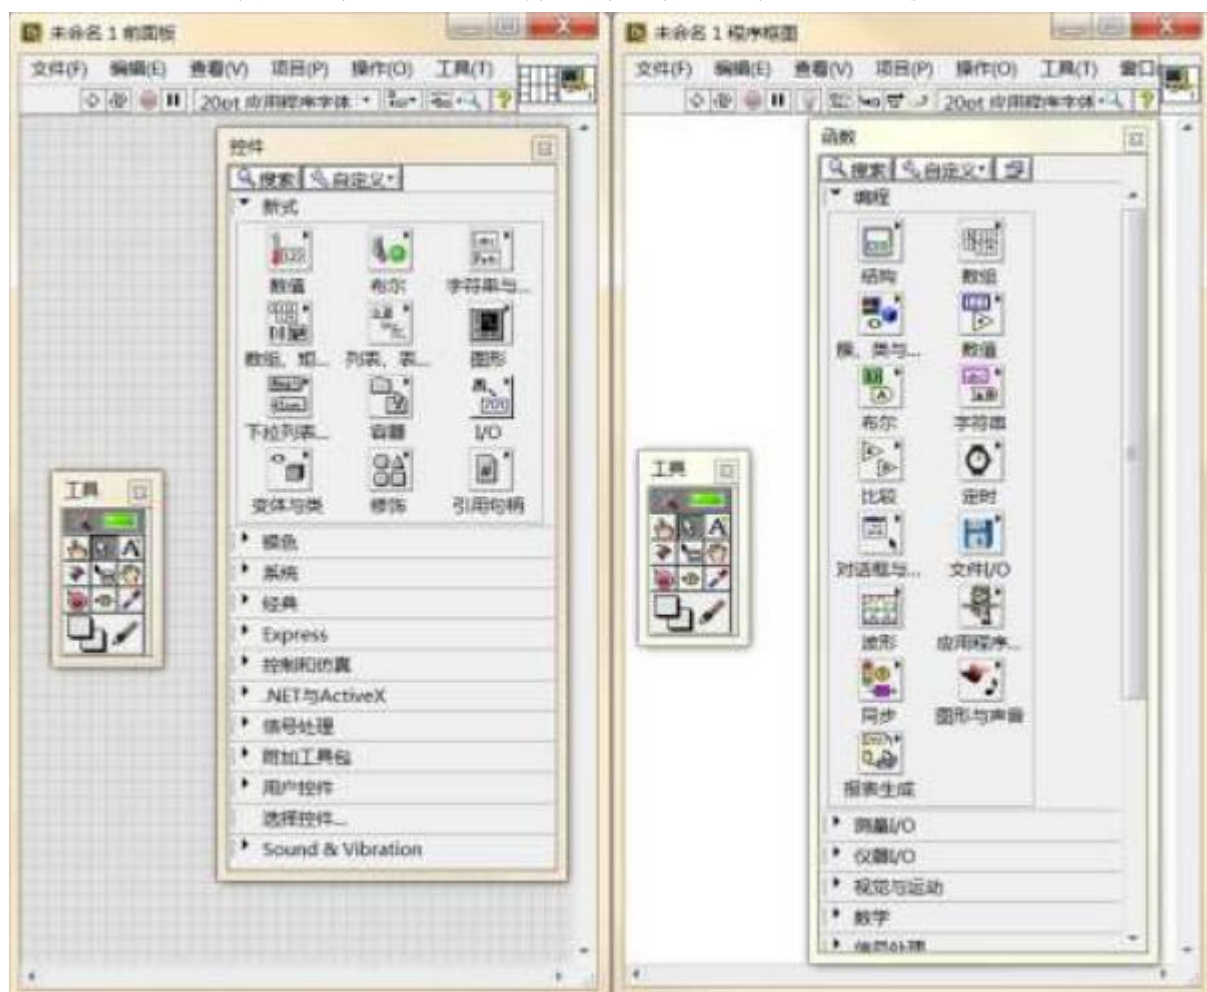 未命名 1 前面板
文件(F) 编辑(E) 查看(V) 项目(P) 操作(O) 工具(T)
20pt 应用程序字体
控件
搜索 自定义
新式
数值 布尔 字符串与...
数组、矩... 列表、表... 图形
下拉列表... 容器 I/O
变体与类 修饰 引用句柄
银色
系统
经典
Express
控制和仿真
.NET与ActiveX
信号处理
附加工具包
用户控件
选择控件...
Sound & Vibration
工具
未命名 1 程序框图
文件(F) 编辑(E) 查看(V) 项目(P) 操作(O) 工具(T) 窗口
20pt 应用程序字体
函数
搜索 自定义
编程
结构 数组
簇、类与... 数值
布尔 字符串
比较 定时
对话框与... 文件I/O
波形 应用程序...
同步 图形与声音
报表生成
测量I/O
仪器I/O
视觉与运动
数学
信号处理
工具